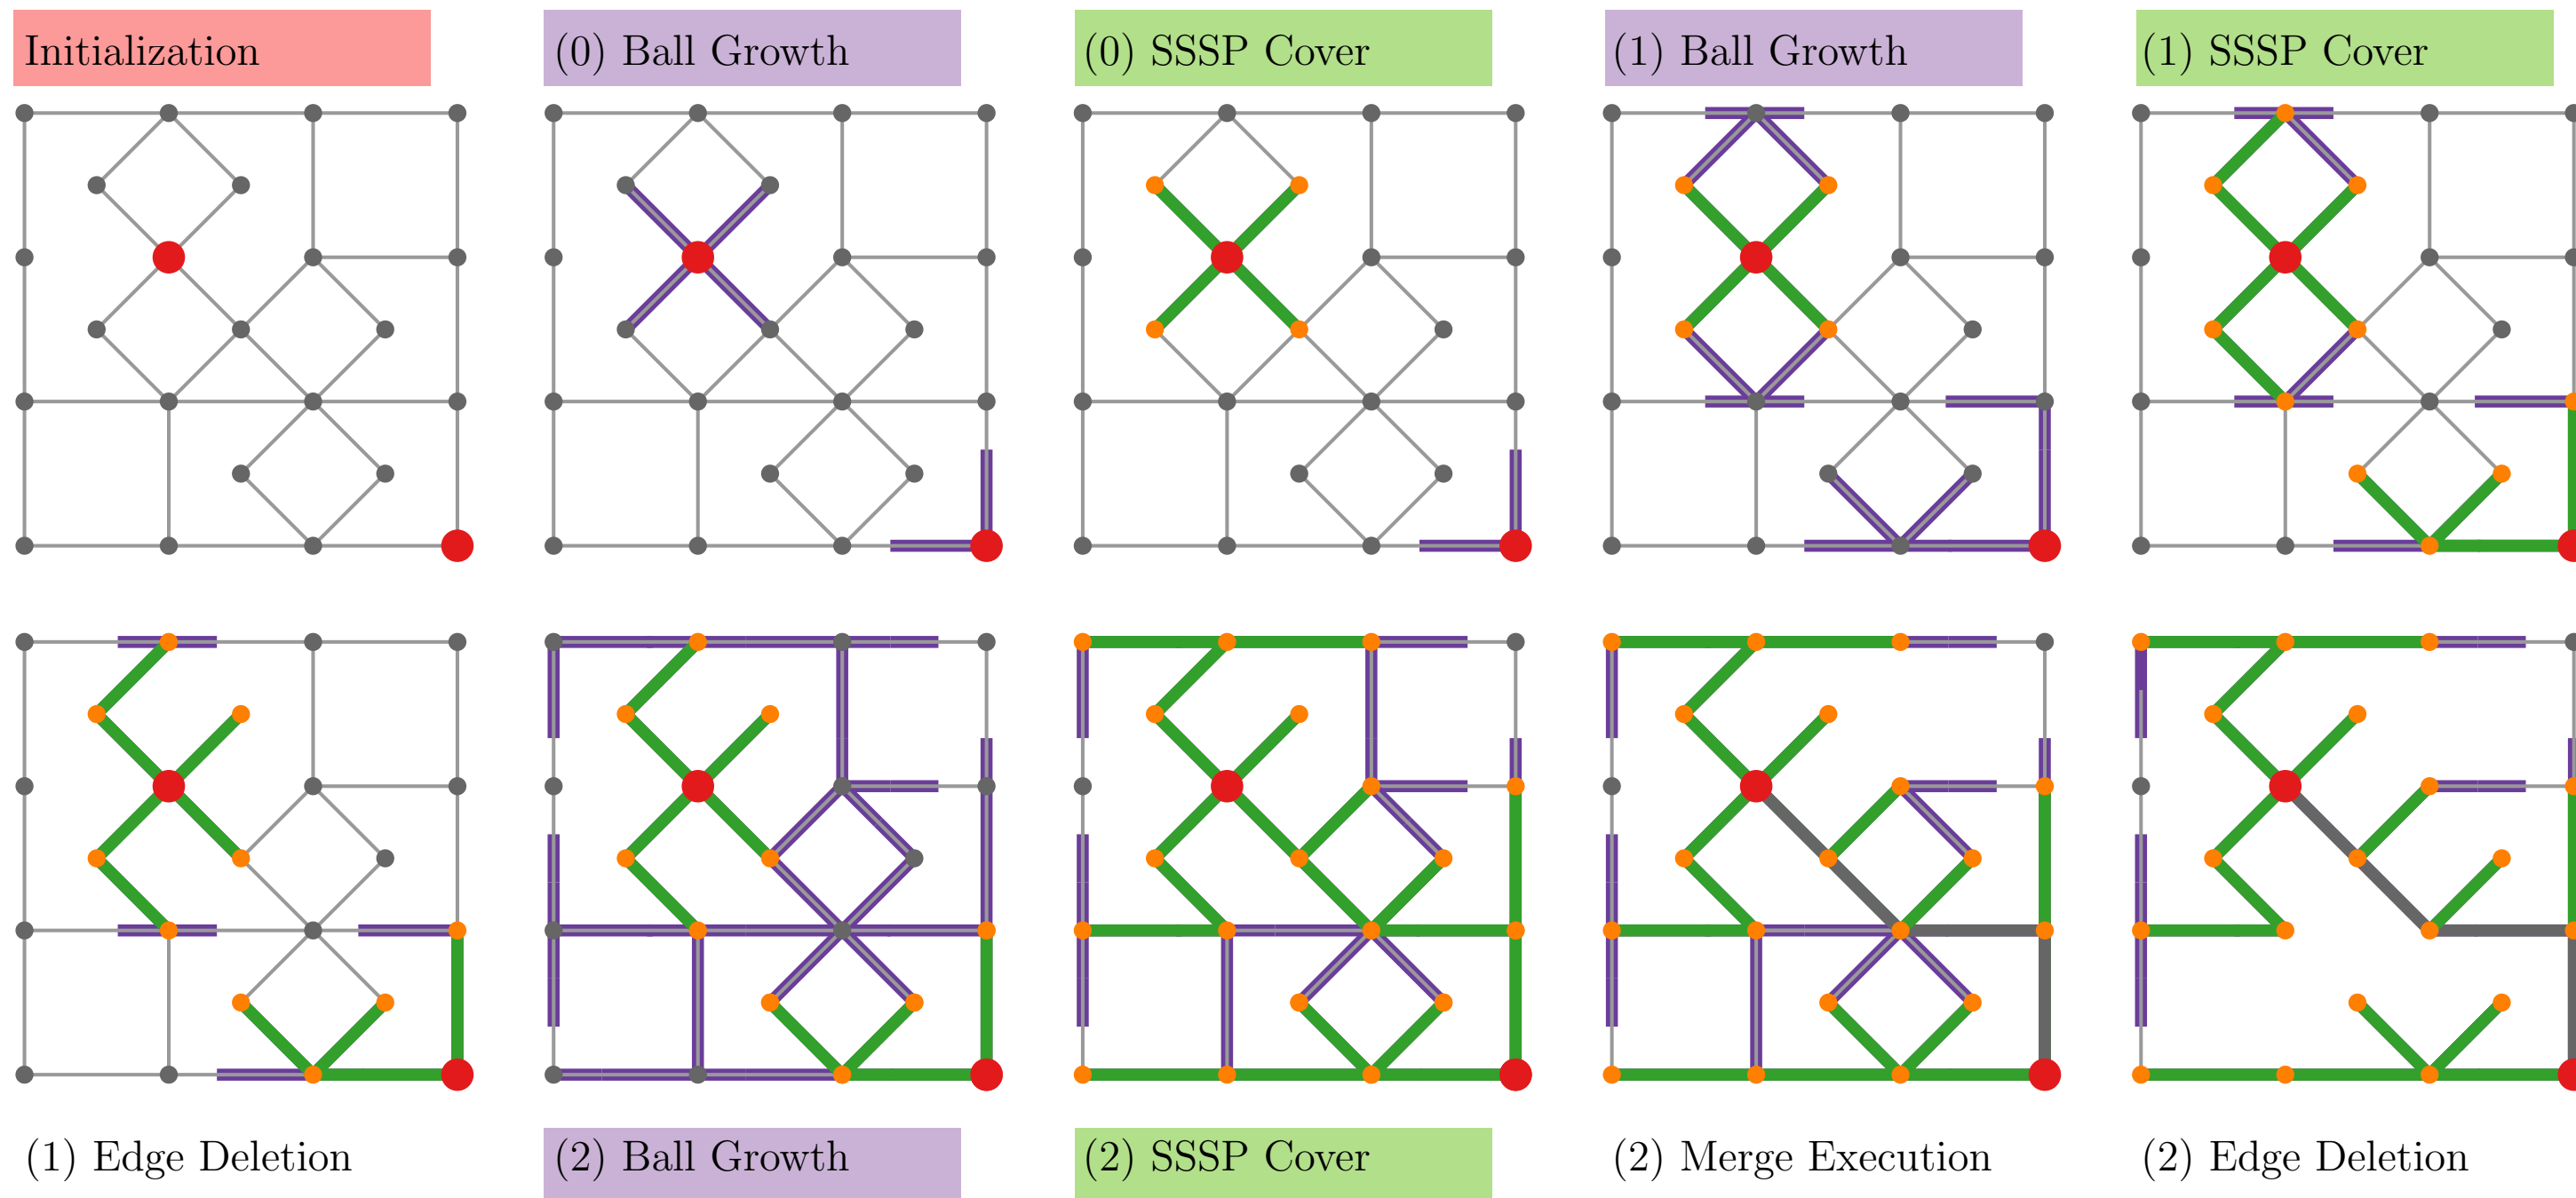 Initialization
(0) Ball Growth
(0) SSSP Cover
(1) Ball Growth
(1) SSSP Cover
(1) Edge Deletion
(2) Ball Growth
(2) SSSP Cover
(2) Merge Execution
(2) Edge Deletion